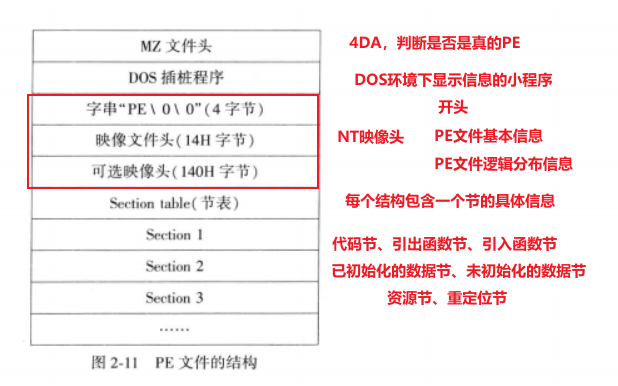 MZ 文件头
4DA，判断是否是真的PE
DOS 插桩程序
DOS环境下显示信息的小程序
字串“PE\0\0”(4字节)
开头
映像文件头(14H 字节)
NT映像头
PE文件基本信息
可选映像头(140H 字节)
PE文件逻辑分布信息
Section table(节表)
每个结构包含一个节的具体信息
Section 1
代码节、引出函数节、引入函数节
Section 2
已初始化的数据节、未初始化的数据节
Section 3
资源节、重定位节
……
图 2-11 PE 文件的结构